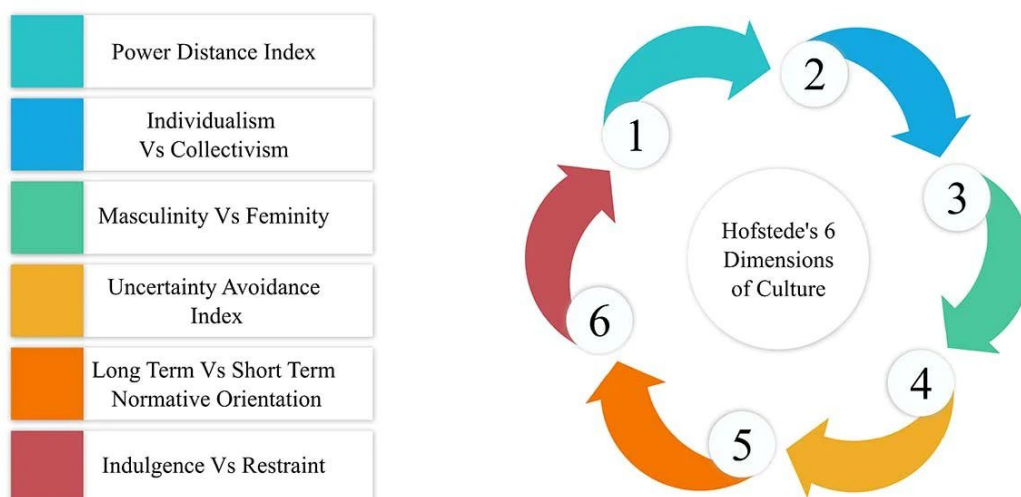 Power Distance Index
Individualism
Vs Collectivism
Masculinity Vs Feminity
Uncertainty Avoidance
Index
Long Term Vs Short Term
Normative Orientation
Indulgence Vs Restraint
1
2
3
4
5
6
Hofstede's 6
Dimensions
of Culture